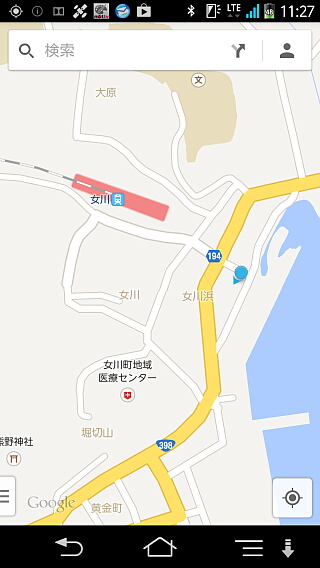 LTE
48
11:27
検索
大原
文
女川
194
女川
女川浜
女川町地域
医療センター
堀切山
398
熊野神社
Google
黄金町